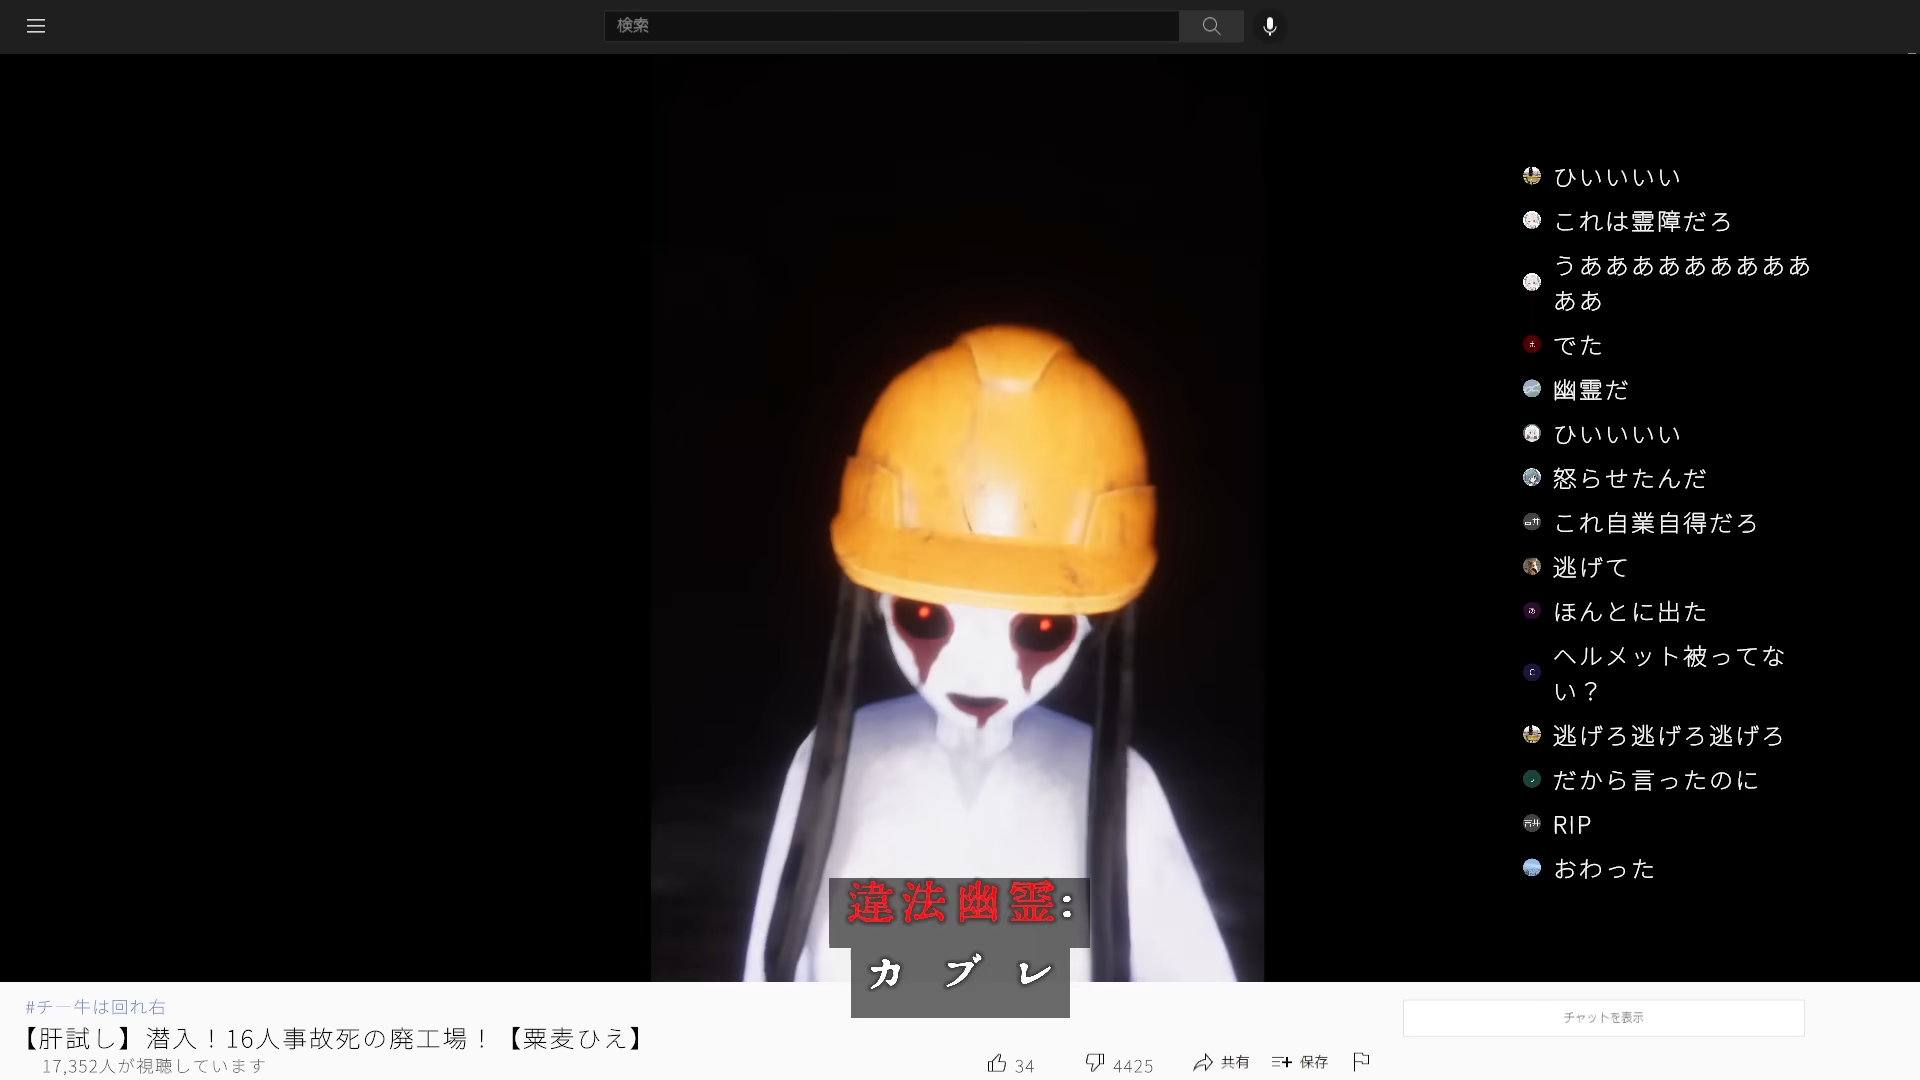 検索
ひいいいい
これは霊障だろ
うあああああああああ
ああ
でた
幽霊だ
ひいいいい
怒らせたんだ
これ自業自得だろ
逃げて
ほんとに出た
ヘルメット被ってな
い？
逃げろ逃げろ逃げろ
だから言ったのに
RIP
おわった
違法幽霊:
カブレ
#チー牛は回れ右
【肝試し】潜入！16人事故死の廃工場！【粟麦ひえ】
17,352人が視聴しています
34
4425
共有
保存
チャットを表示